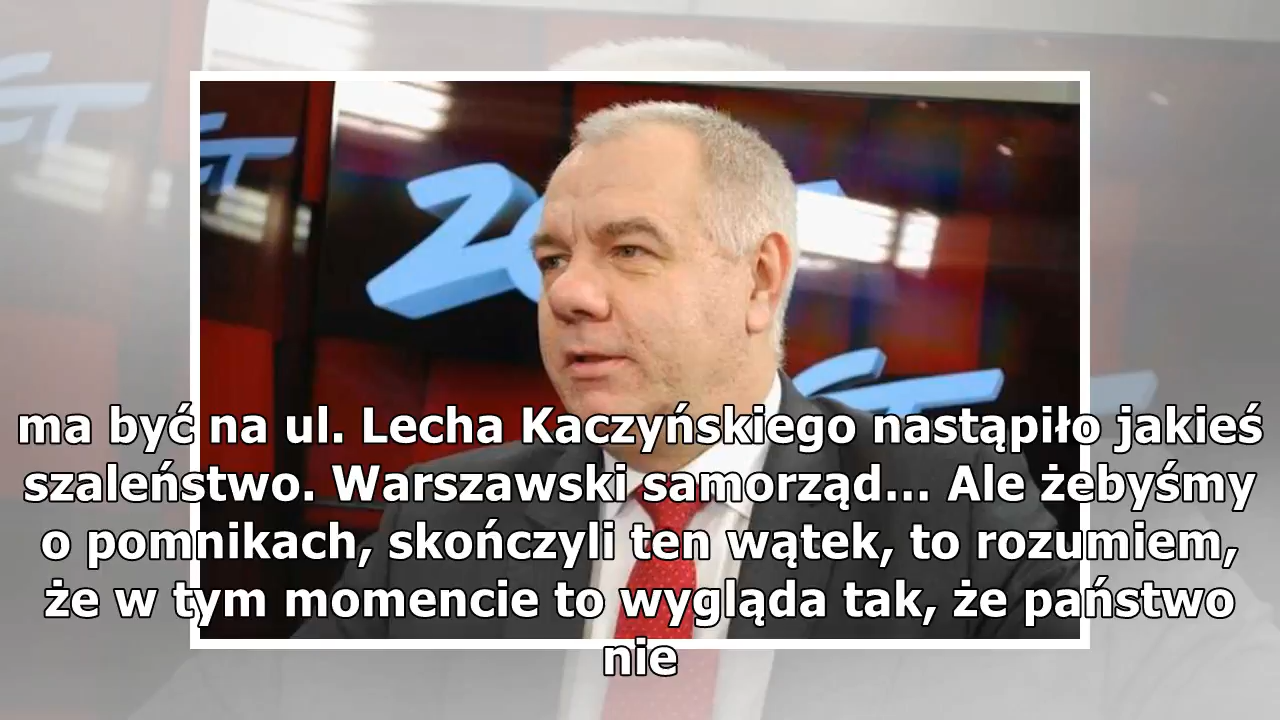 ma być na ul. Lecha Kaczyńskiego nastąpiło jakieś
szaleństwo. Warszawski samorząd... Ale żebyśmy
o pomnikach, skończyli ten wątek, to rozumiem,
że w tym momencie to wygląda tak, że państwo
nie